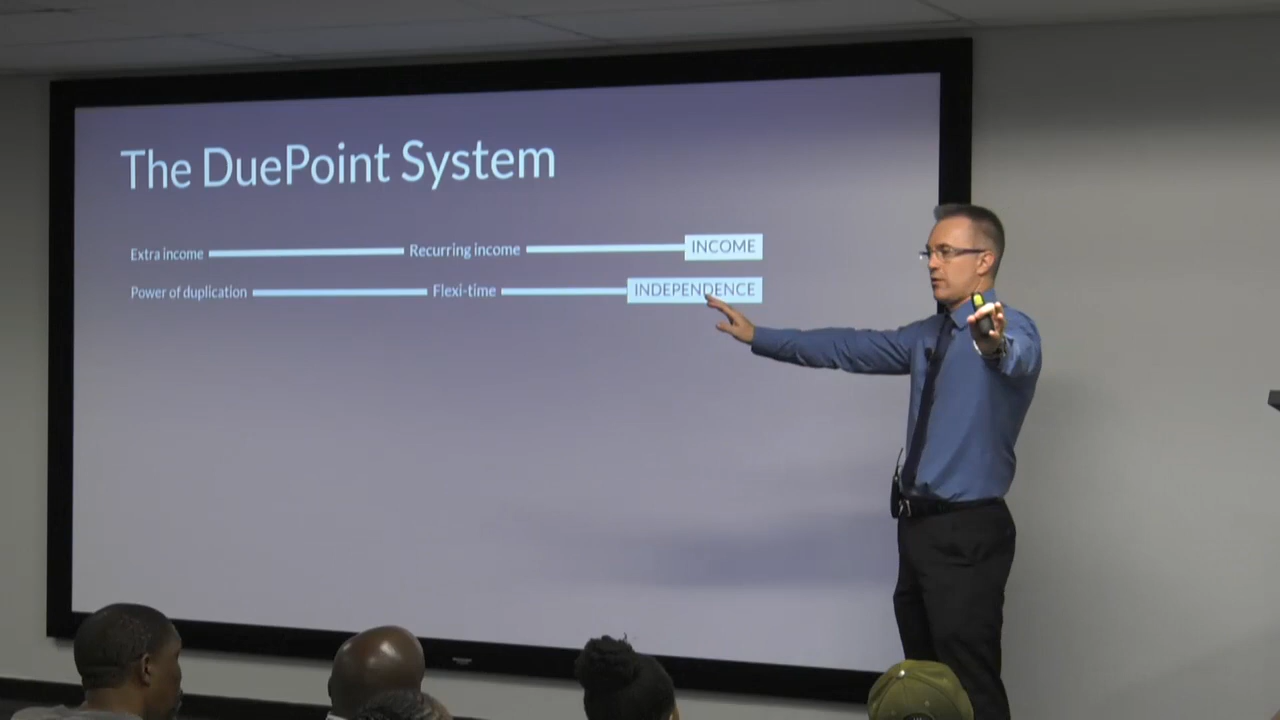 The DuePoint System
Extra income Recurring income INCOME
Power of duplication Flexi-time INDEPENDENCE